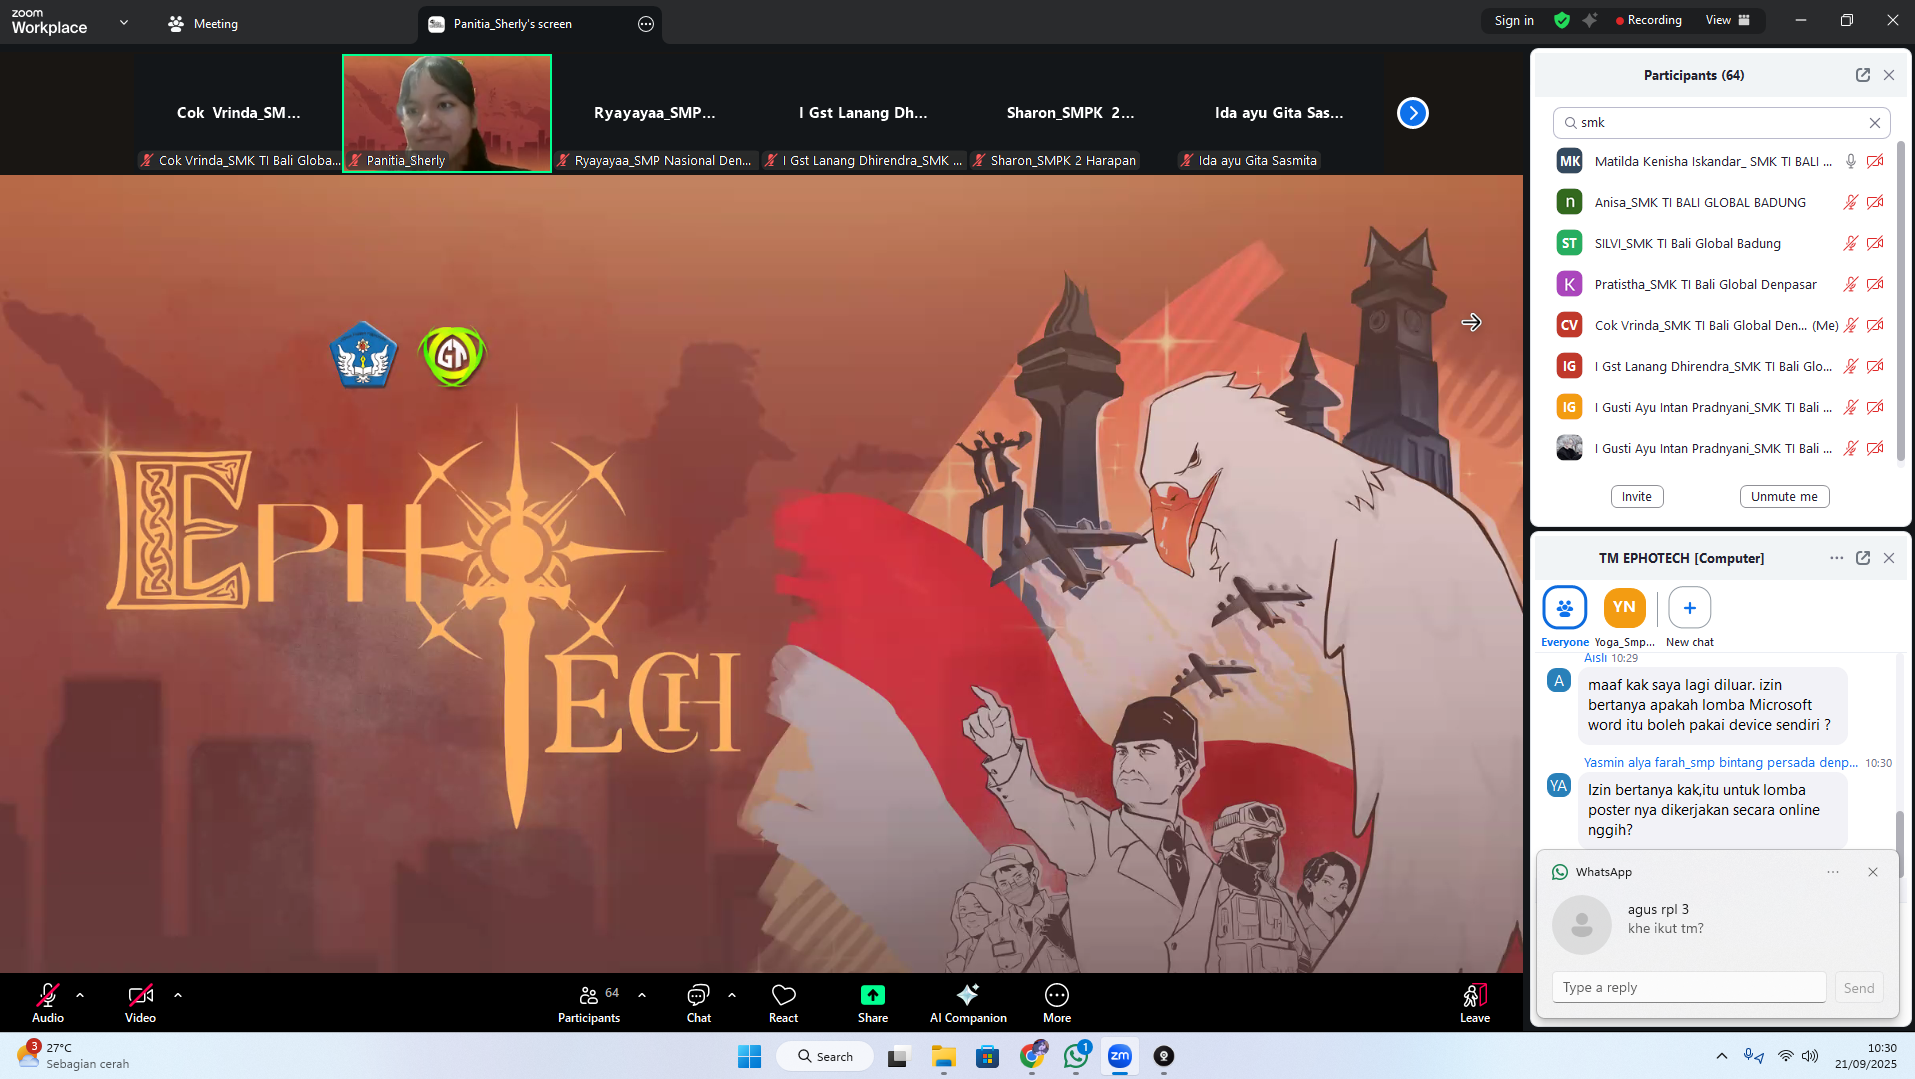 zoom
Workplace
Meeting
Panitia_Sherly's screen
Sign in
Recording
View
Cok Vrinda_SM...
Ryayayaa_SMP...
I Gst Lanang Dh...
Sharon_SMPK 2...
Ida ayu Gita Sas...
Cok Vrinda_SMK TI Bali Globa...
Panitia_Sherly
Ryayayaa_SMP Nasional Den...
I Gst Lanang Dhirendra_SMK ...
Sharon_SMPK 2 Harapan
Ida ayu Gita Sasmita
GT
EPHOTECH
Participants (64)
smk
MK
Matilda Kenisha Iskandar_ SMK TI BALI ...
n
Anisa_SMK TI BALI GLOBAL BADUNG
ST
SILVI_SMK TI Bali Global Badung
K
Pratistha_SMK TI Bali Global Denpasar
CV
Cok Vrinda_SMK TI Bali Global Den... (Me)
IG
I Gst Lanang Dhirendra_SMK TI Bali Glo...
IG
I Gusti Ayu Intan Pradnyani_SMK TI Bali ...
I Gusti Ayu Intan Pradnyani_SMK TI Bali ...
Invite
Unmute me
TM EPHOTECH [Computer]
YN
Everyone
Yoga_Smp...
New chat
Aisli 10:29
A
maaf kak saya lagi diluar. izin
bertanya apakah lomba Microsoft
word itu boleh pakai device sendiri ?
Yasmin alya farah_smp bintang persada denp... 10:30
YA
Izin bertanya kak,itu untuk lomba
poster nya dikerjakan secara online
nggih?
WhatsApp
agus rpl 3
khe ikut tm?
Type a reply
Send
Audio
Video
64
Participants
Chat
React
Share
AI Companion
More
Leave
3
27°C
Sebagian cerah
Search
1
zm
10:30
21/09/2025